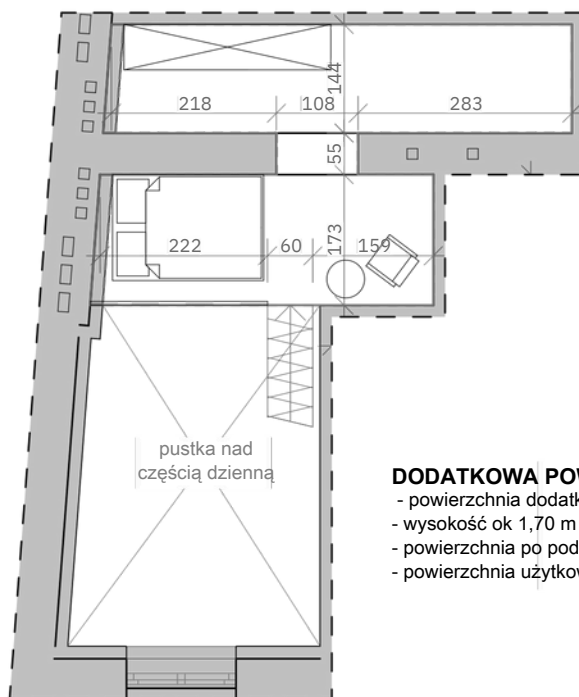 144
218 108 283
55
222 60 159
173
pustka nad
częścią dzienną
DODATKOWA POW
- powierzchnia dodatk
- wysokość ok 1,70 m
- powierzchnia po pod
- powierzchnia użytkow